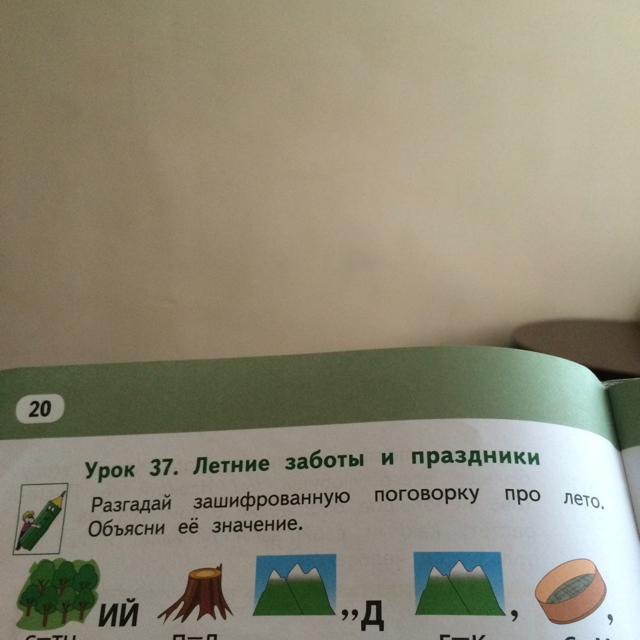 20
Урок 37. Летние заботы и праздники
Разгадай зашифрованную поговорку про лето.
Объясни её значение.
ий ,,д , ,